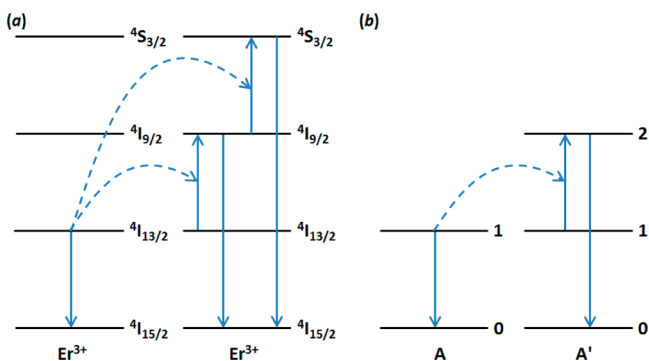 (a)
⁴S₃/₂ ⁴S₃/₂
⁴I₉/₂ ⁴I₉/₂
⁴I₁₃/₂ ⁴I₁₃/₂
⁴I₁₅/₂ ⁴I₁₅/₂
Er³⁺ Er³⁺
(b)
2
1 1
0 0
A A'